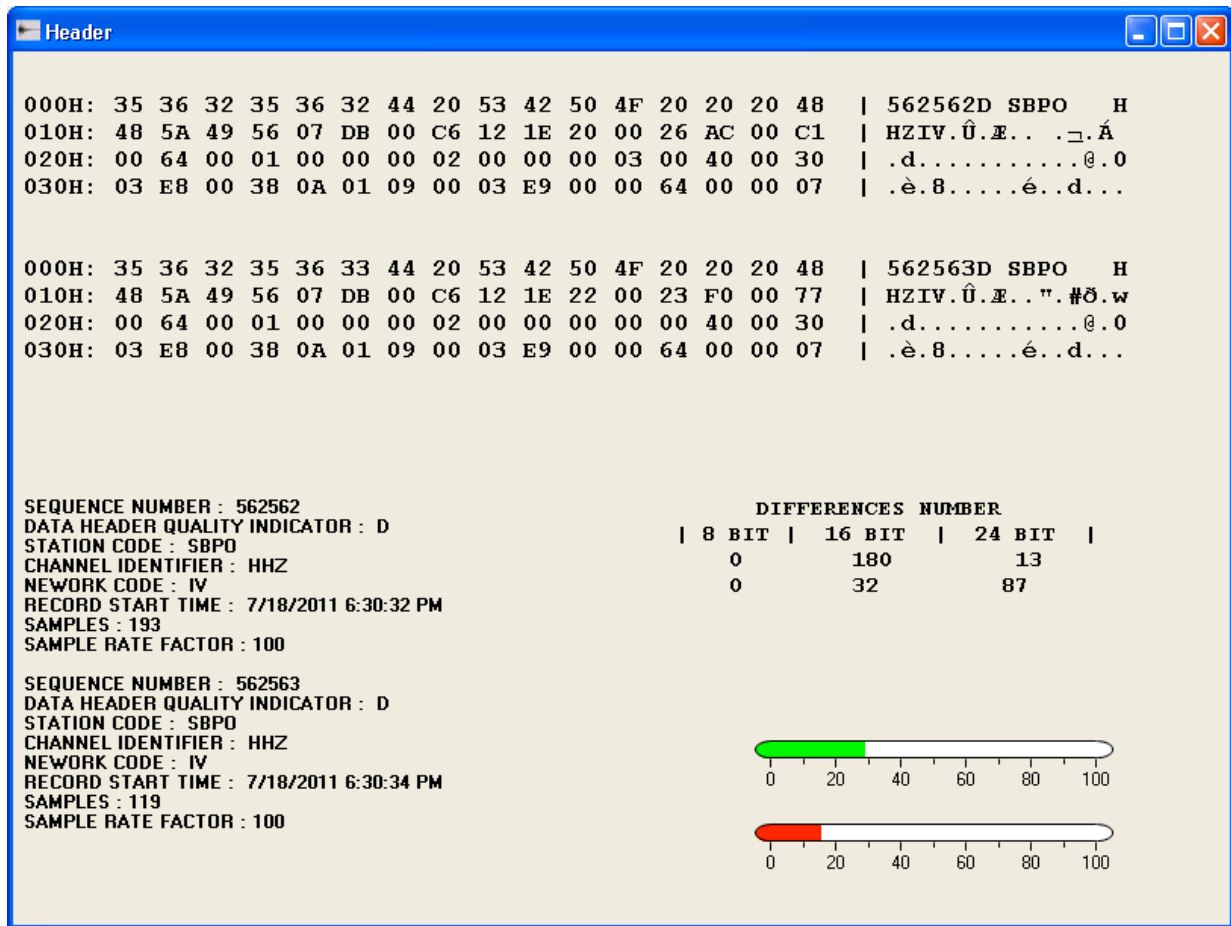 Header
000H: 35 36 32 35 36 32 44 20 53 42 50 4F 20 20 20 48 | 562562D SBPO   H
010H: 48 5A 49 56 07 DB 00 C6 12 1E 20 00 26 AC 00 C1 | HZIV.Û.Æ.. .¬.Á
020H: 00 64 00 01 00 00 00 02 00 00 00 03 00 40 00 30 | .d...........@.0
030H: 03 E8 00 38 0A 01 09 00 03 E9 00 00 64 00 00 07 | .è.8.....é..d...
000H: 35 36 32 35 36 33 44 20 53 42 50 4F 20 20 20 48 | 562563D SBPO   H
010H: 48 5A 49 56 07 DB 00 C6 12 1E 22 00 23 F0 00 77 | HZIV.Û.Æ..".#ð.w
020H: 00 64 00 01 00 00 00 02 00 00 00 00 00 40 00 30 | .d...........@.0
030H: 03 E8 00 38 0A 01 09 00 03 E9 00 00 64 00 00 07 | .è.8.....é..d...
SEQUENCE NUMBER : 562562
DATA HEADER QUALITY INDICATOR : D
STATION CODE : SBPO
CHANNEL IDENTIFIER : HHZ
NEWORK CODE : IV
RECORD START TIME : 7/18/2011 6:30:32 PM
SAMPLES : 193
SAMPLE RATE FACTOR : 100
SEQUENCE NUMBER : 562563
DATA HEADER QUALITY INDICATOR : D
STATION CODE : SBPO
CHANNEL IDENTIFIER : HHZ
NEWORK CODE : IV
RECORD START TIME : 7/18/2011 6:30:34 PM
SAMPLES : 119
SAMPLE RATE FACTOR : 100
DIFFERENCES NUMBER
| 8 BIT | 16 BIT | 24 BIT |
0 180 13
0 32 87
0 20 40 60 80 100
0 20 40 60 80 100